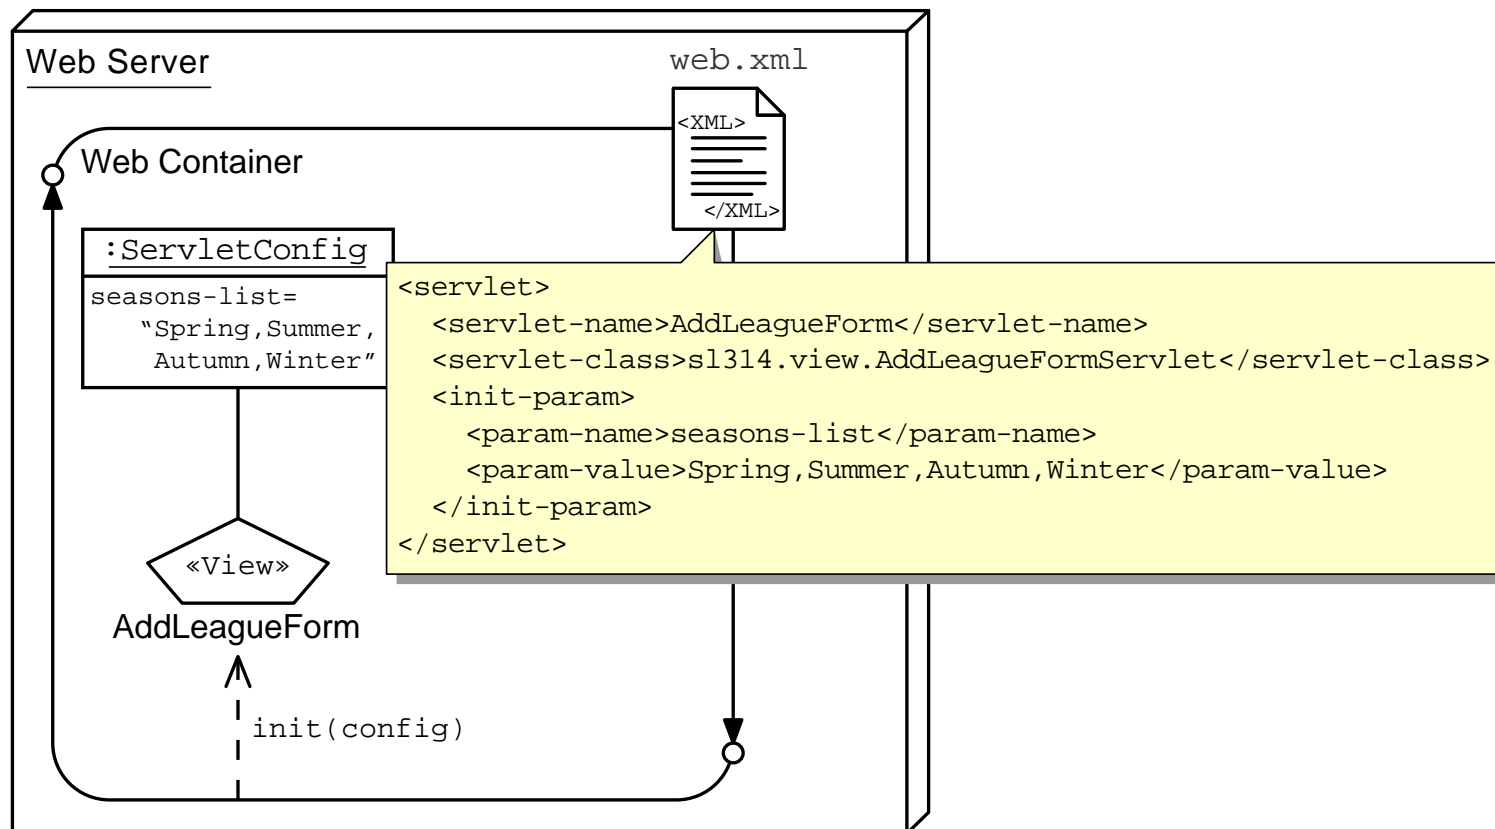 Web Server
web.xml
<XML>
</XML>
Web Container
:ServletConfig
seasons-list=
“Spring,Summer,
Autumn,Winter”
<servlet>
<servlet-name>AddLeagueForm</servlet-name>
<servlet-class>sl314.view.AddLeagueFormServlet</servlet-class>
<init-param>
<param-name>seasons-list</param-name>
<param-value>Spring,Summer,Autumn,Winter</param-value>
</init-param>
</servlet>
«View»
AddLeagueForm
init(config)